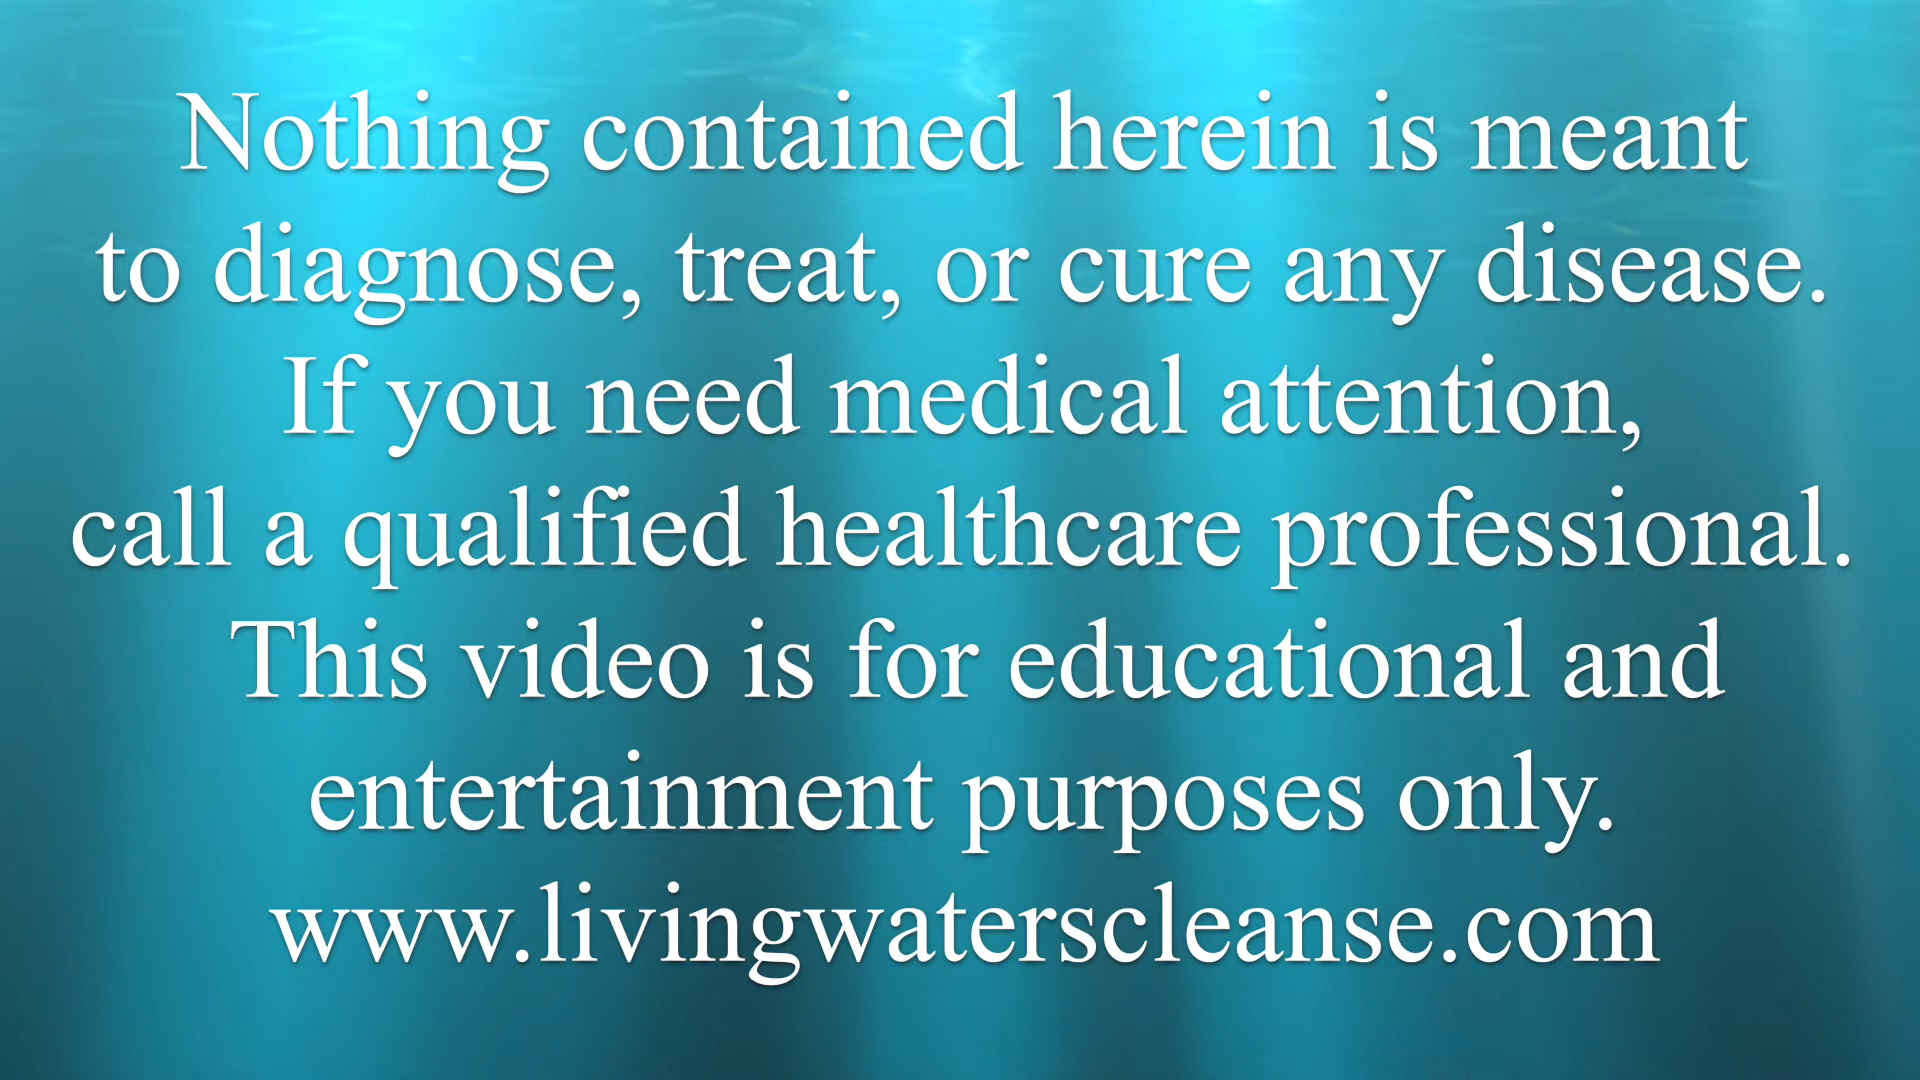 Nothing contained herein is meant
to diagnose, treat, or cure any disease.
If you need medical attention,
call a qualified healthcare professional.
This video is for educational and
entertainment purposes only.
www.livingwaterscleanse.com